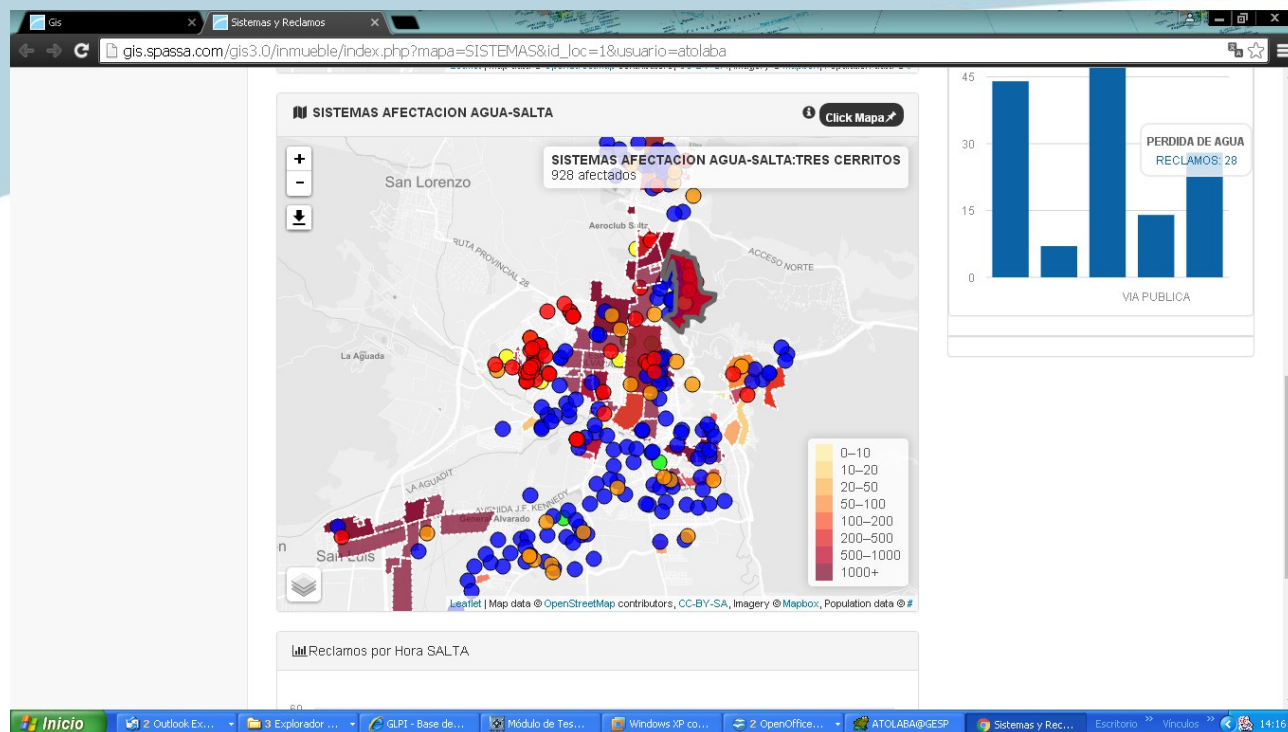 Gis
Sistemas y Reclamos
gis.spassa.com/gis3.0/inmueble/index.php?mapa=SISTEMAS&id_loc=1&usuario=atolaba
SISTEMAS AFECTACION AGUA-SALTA
Click Mapa
+
-
SISTEMAS AFECTACION AGUA-SALTA:TRES CERRITOS
928 afectados
San Lorenzo
Aeroclub Salta
RUTA PROVINCIAL 28
ACCESO NORTE
La Aguada
LA AGUADIT
AVENIDA J.F. KENNEDY
General Alvarado
San Luis
0–10
10–20
20–50
50–100
100–200
200–500
500–1000
1000+
Leaflet | Map data © OpenStreetMap contributors, CC-BY-SA, Imagery © Mapbox, Population data © #
45
30
15
0
PERDIDA DE AGUA
RECLAMOS: 28
VIA PUBLICA
Reclamos por Hora SALTA
60
Inicio
2 Outlook Ex...
3 Explorador ...
GLPI - Base de...
Módulo de Tes...
Windows XP co...
2 OpenOffice...
ATOLABA@GESP
Sistemas y Rec...
Escritorio »
Vínculos »
14:16